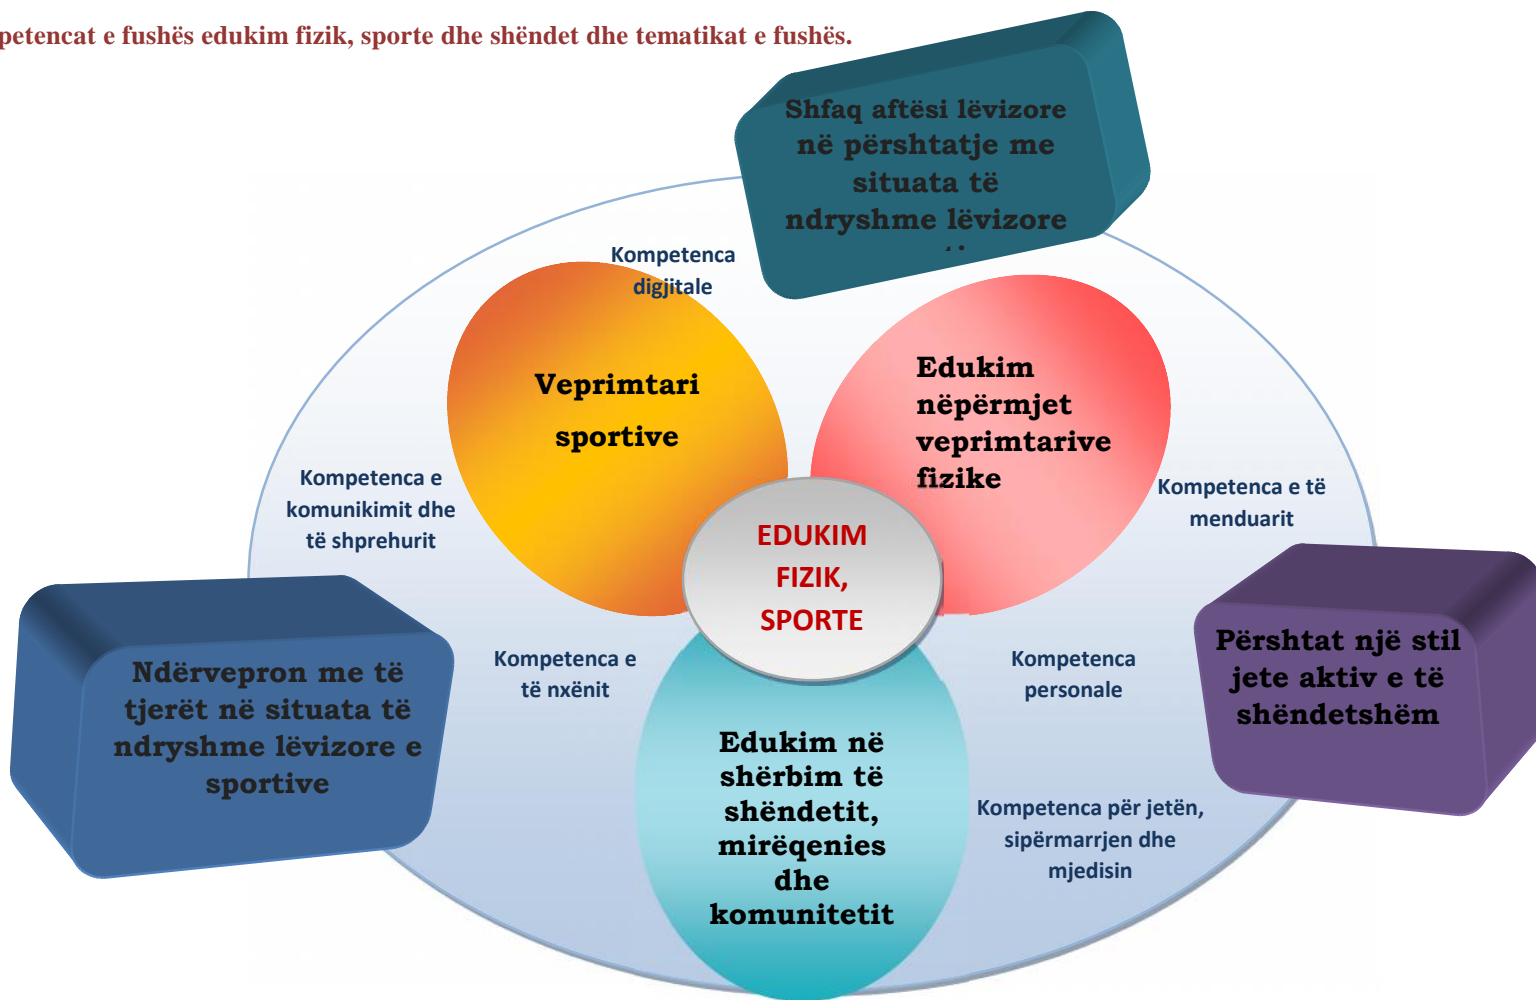 petencat e fushës edukim fizik, sporte dhe shëndet dhe tematikat e fushës.
Shfaq aftësi lëvizore
në përshtatje me
situata të
ndryshme lëvizore
Kompetenca
digjitale
Veprimtari
sportive
Edukim
nëpërmjet
veprimtarive
fizike
Kompetenca e
komunikimit dhe
të shprehurit
Kompetenca e të
menduarit
EDUKIM
FIZIK,
SPORTE
Ndërvepron me të
tjerët në situata të
ndryshme lëvizore e
sportive
Kompetenca e
të nxënit
Kompetenca
personale
Përshtat një stil
jete aktiv e të
shëndetshëm
Edukim në
shërbim të
shëndetit,
mirëqenies
dhe
komunitetit
Kompetenca për jetën,
sipërmarrjen dhe
mjedisin